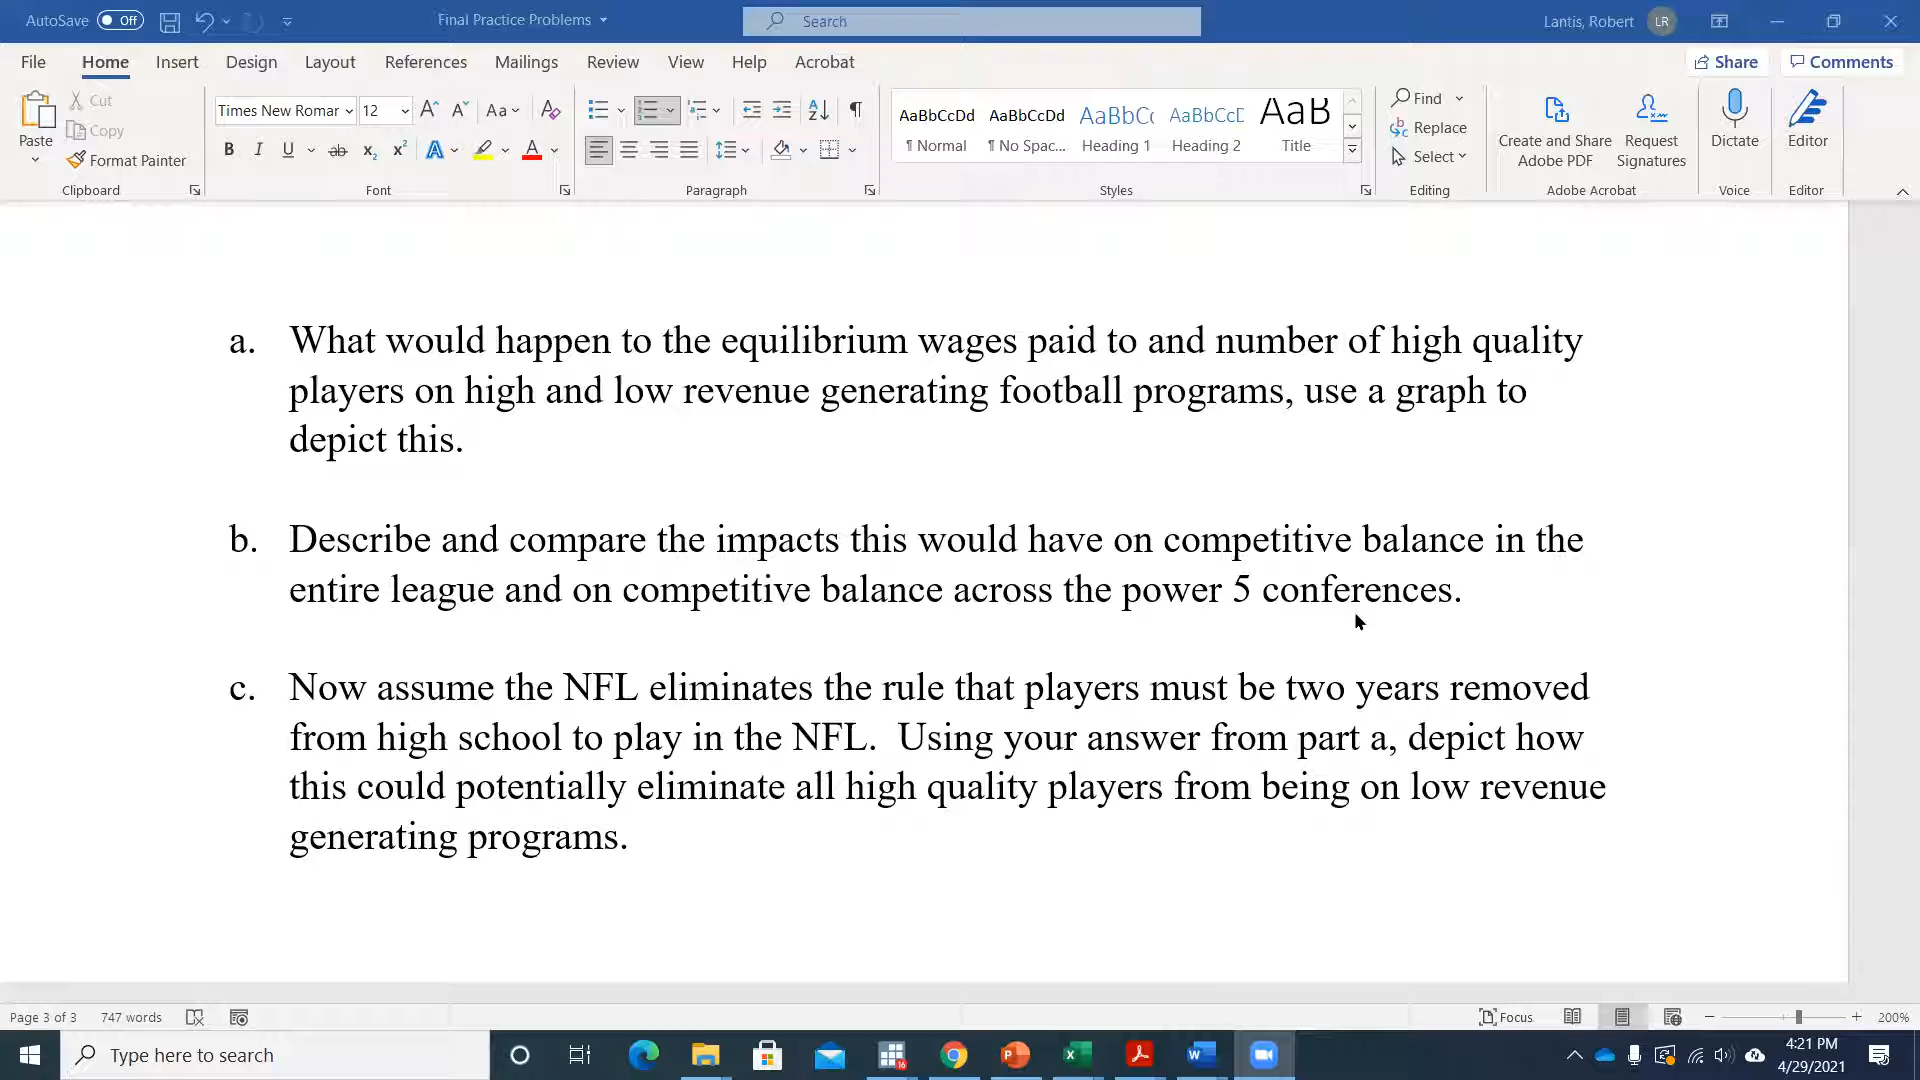 AutoSave Off Final Practice Problems Search Lantis, Robert LR
File Home Insert Design Layout References Mailings Review View Help Acrobat Share Comments
Paste Cut Copy Format Painter Clipboard
Times New Romar 12 Aa
B I U ab x₂ x² A A Font
Paragraph
AaBbCcDd AaBbCcDd AaBbCc AaBbCcD AaB
¶ Normal ¶ No Spac... Heading 1 Heading 2 Title
Styles
Find Replace Select Editing
Create and Share Adobe PDF Request Signatures Adobe Acrobat
Dictate Voice
Editor Editor
a. What would happen to the equilibrium wages paid to and number of high quality
players on high and low revenue generating football programs, use a graph to
depict this.
b. Describe and compare the impacts this would have on competitive balance in the
entire league and on competitive balance across the power 5 conferences.
c. Now assume the NFL eliminates the rule that players must be two years removed
from high school to play in the NFL. Using your answer from part a, depict how
this could potentially eliminate all high quality players from being on low revenue
generating programs.
Page 3 of 3 747 words Focus 200%
Type here to search
4:21 PM
4/29/2021